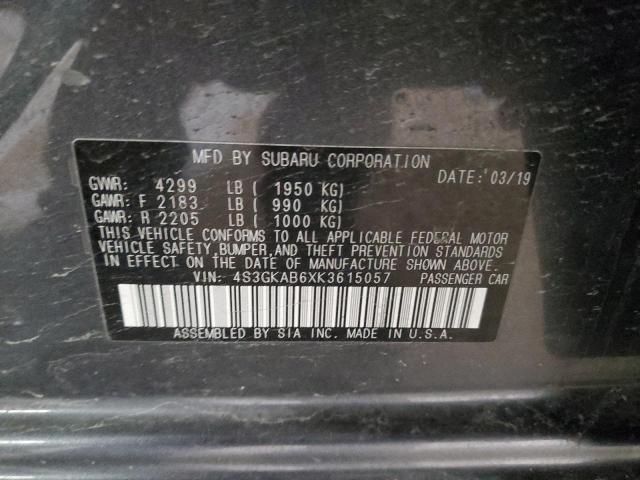 MFD BY SUBARU CORPORATION
DATE: 03/19
GVWR: 4299 LB ( 1950 KG)
GAWR: F 2183 LB ( 990 KG)
GAWR: R 2205 LB ( 1000 KG)
THIS VEHICLE CONFORMS TO ALL APPLICABLE FEDERAL MOTOR
VEHICLE SAFETY, BUMPER, AND THEFT PREVENTION STANDARDS
IN EFFECT ON THE DATE OF MANUFACTURE SHOWN ABOVE.
VIN: 4S3GKAB6XK3615057 PASSENGER CAR
ASSEMBLED BY SIA INC. MADE IN U.S.A.